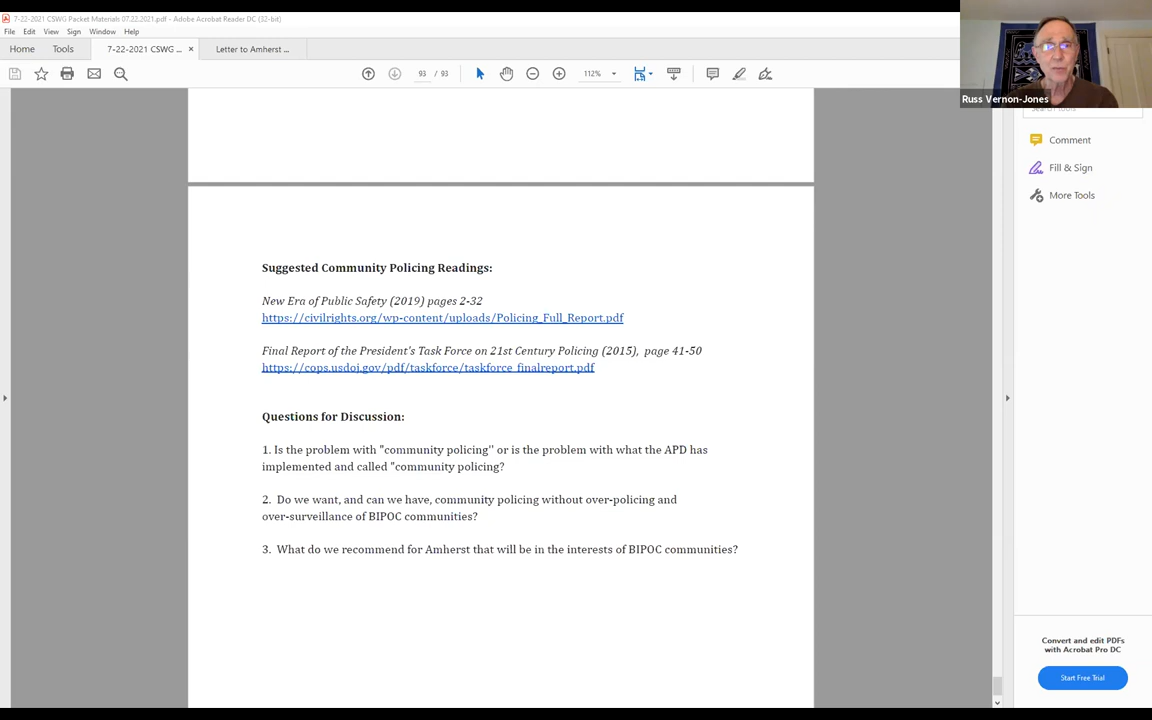 7-22-2021 CSWG Packet Materials 07.22.2021.pdf - Adobe Acrobat Reader DC (32-bit)
File Edit View Sign Window Help
Home Tools 7-22-2021 CSWG ... × Letter to Amherst ...
93 / 93 112%
Russ Vernon-Jones
Search Tools
Comment
Fill & Sign
More Tools
Suggested Community Policing Readings:
New Era of Public Safety (2019) pages 2-32
https://civilrights.org/wp-content/uploads/Policing_Full_Report.pdf
Final Report of the President's Task Force on 21st Century Policing (2015),  page 41-50
https://cops.usdoj.gov/pdf/taskforce/taskforce_finalreport.pdf
Questions for Discussion:
1. Is the problem with "community policing" or is the problem with what the APD has
implemented and called "community policing?
2.  Do we want, and can we have, community policing without over-policing and
over-surveillance of BIPOC communities?
3.  What do we recommend for Amherst that will be in the interests of BIPOC communities?
Convert and edit PDFs
with Acrobat Pro DC
Start Free Trial